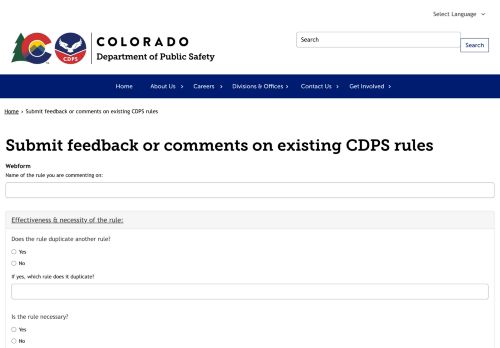 Select Language
C CDPS
COLORADO
Department of Public Safety
Search
Search
Home
About Us
Careers
Divisions & Offices
Contact Us
Get Involved
Home › Submit feedback or comments on existing CDPS rules
Submit feedback or comments on existing CDPS rules
Webform
Name of the rule you are commenting on:
Effectiveness & necessity of the rule:
Does the rule duplicate another rule?
Yes
No
If yes, which rule does it duplicate?
Is the rule necessary?
Yes
No